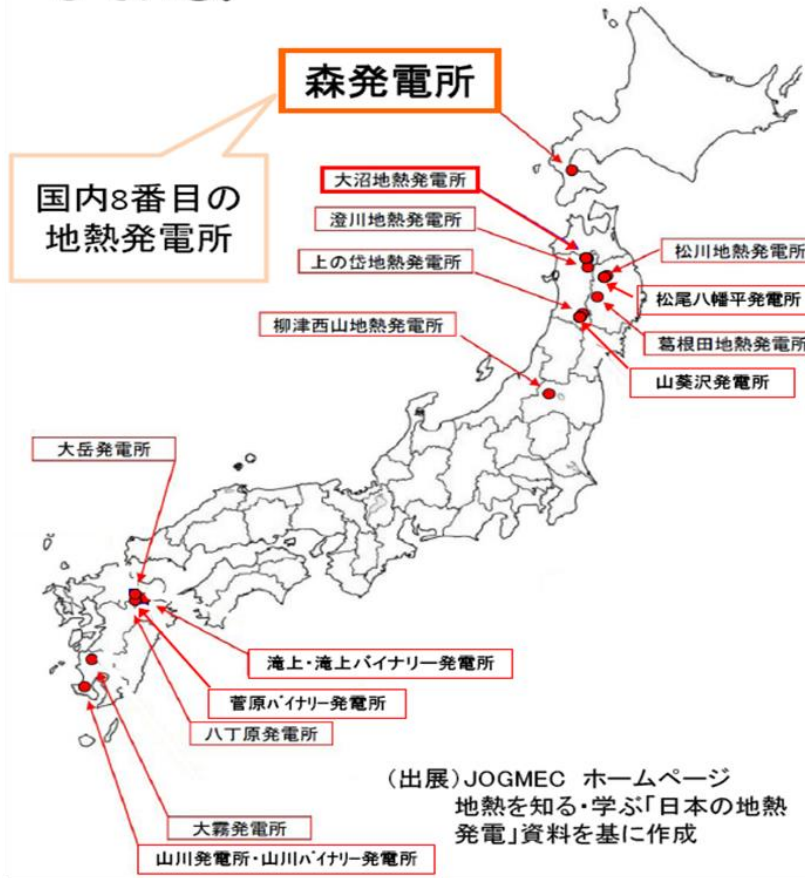 森発電所
国内8番目の
地熱発電所
大沼地熱発電所
澄川地熱発電所
上の岱地熱発電所
柳津西山地熱発電所
松川地熱発電所
松尾八幡平発電所
葛根田地熱発電所
山葵沢発電所
大岳発電所
滝上・滝上バイナリー発電所
菅原バイナリー発電所
八丁原発電所
大霧発電所
山川発電所・山川バイナリー発電所
(出展)JOGMEC ホームページ
地熱を知る・学ぶ「日本の地熱
発電」資料を基に作成